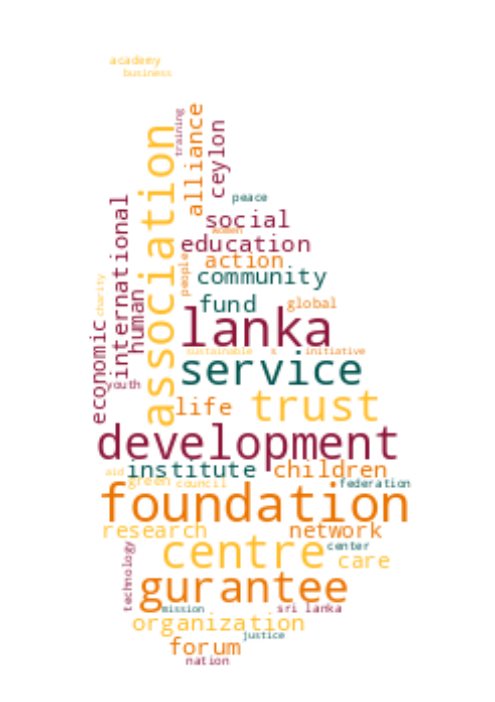 academy
business
training
alliance
ceylon
association
peace
international
social
women
education
action
people
community
charity
human
fund
global
lanka
economic
sustainable
s
initiative
service
youth
life
trust
development
aid
institute
children
green
council
federation
foundation
research
network
centre
center
care
technology
gurantee
mission
sri lanka
organization
justice
forum
nation